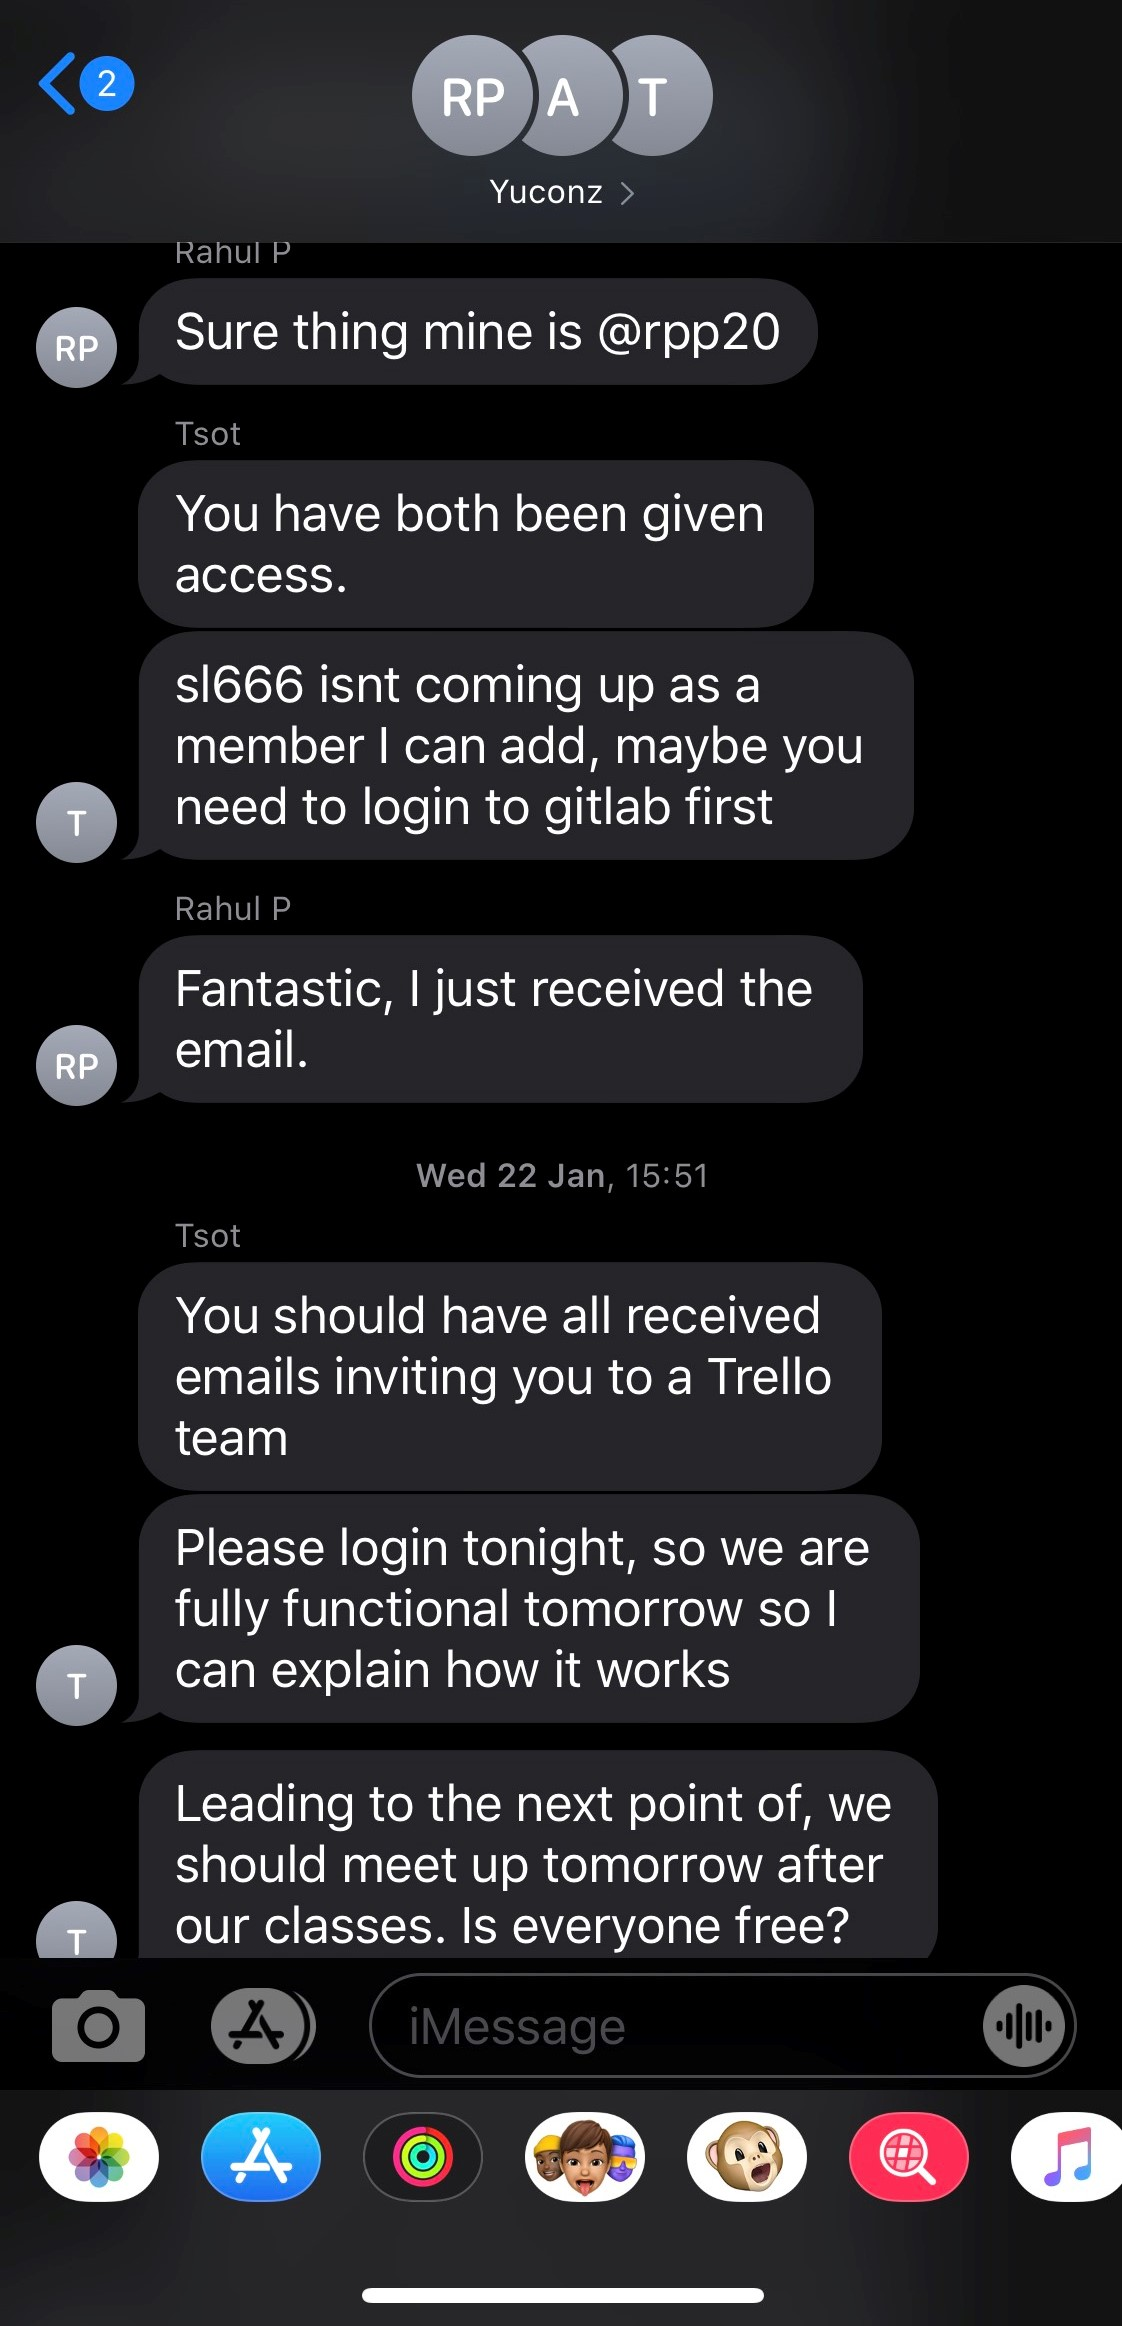 2
RP A T
Yuconz
Rahul P
RP
Sure thing mine is @rpp20
Tsot
You have both been given
access.
sl666 isnt coming up as a
member I can add, maybe you
need to login to gitlab first
T
Rahul P
Fantastic, I just received the
email.
RP
Wed 22 Jan, 15:51
Tsot
You should have all received
emails inviting you to a Trello
team
Please login tonight, so we are
fully functional tomorrow so I
can explain how it works
T
Leading to the next point of, we
should meet up tomorrow after
our classes. Is everyone free?
T
iMessage